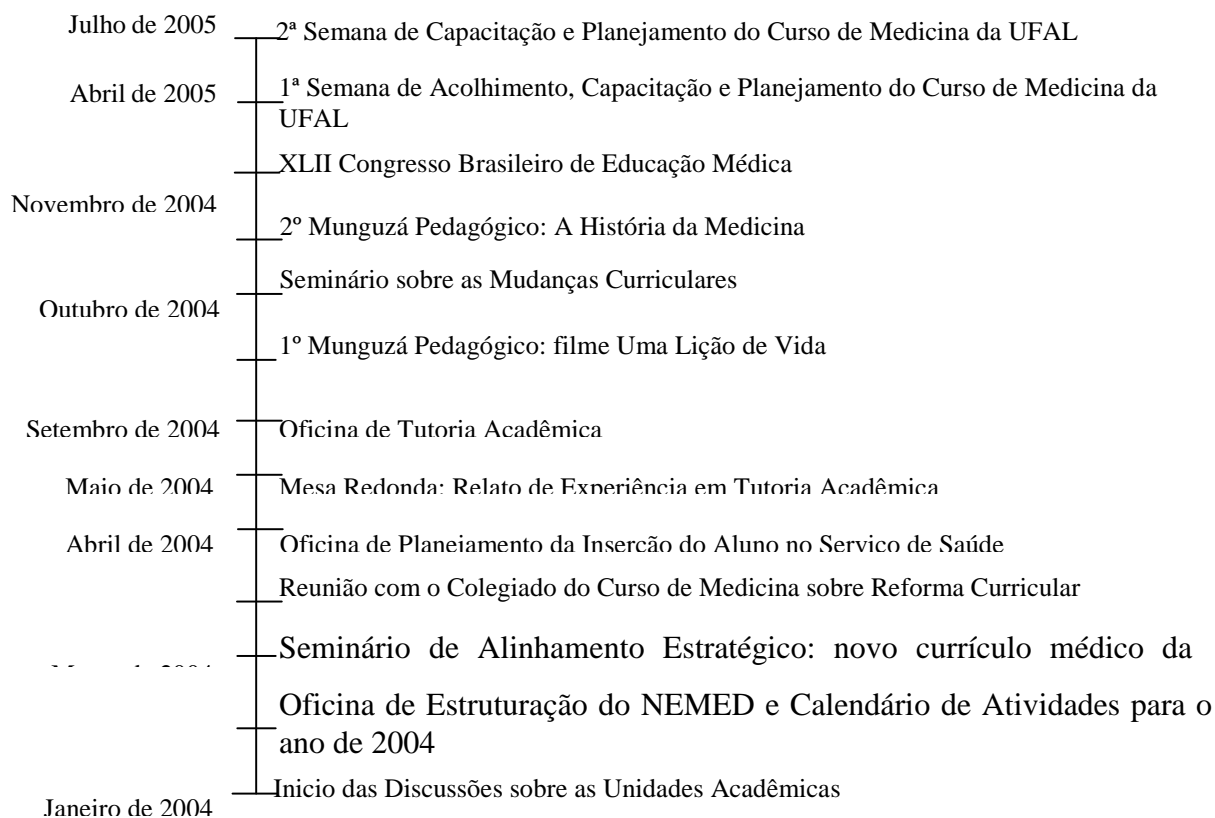 Julho de 2005
2ª Semana de Capacitação e Planejamento do Curso de Medicina da UFAL
Abril de 2005
1ª Semana de Acolhimento, Capacitação e Planejamento do Curso de Medicina da
UFAL
XLII Congresso Brasileiro de Educação Médica
Novembro de 2004
2º Munguzá Pedagógico: A História da Medicina
Seminário sobre as Mudanças Curriculares
Outubro de 2004
1º Munguzá Pedagógico: filme Uma Lição de Vida
Setembro de 2004
Oficina de Tutoria Acadêmica
Maio de 2004
Mesa Redonda: Relato de Experiência em Tutoria Acadêmica
Abril de 2004
Oficina de Planejamento da Inserção do Aluno no Serviço de Saúde
Reunião com o Colegiado do Curso de Medicina sobre Reforma Curricular
Seminário de Alinhamento Estratégico: novo currículo médico da
de 2004
Oficina de Estruturação do NEMED e Calendário de Atividades para o
ano de 2004
Inicio das Discussões sobre as Unidades Acadêmicas
Janeiro de 2004